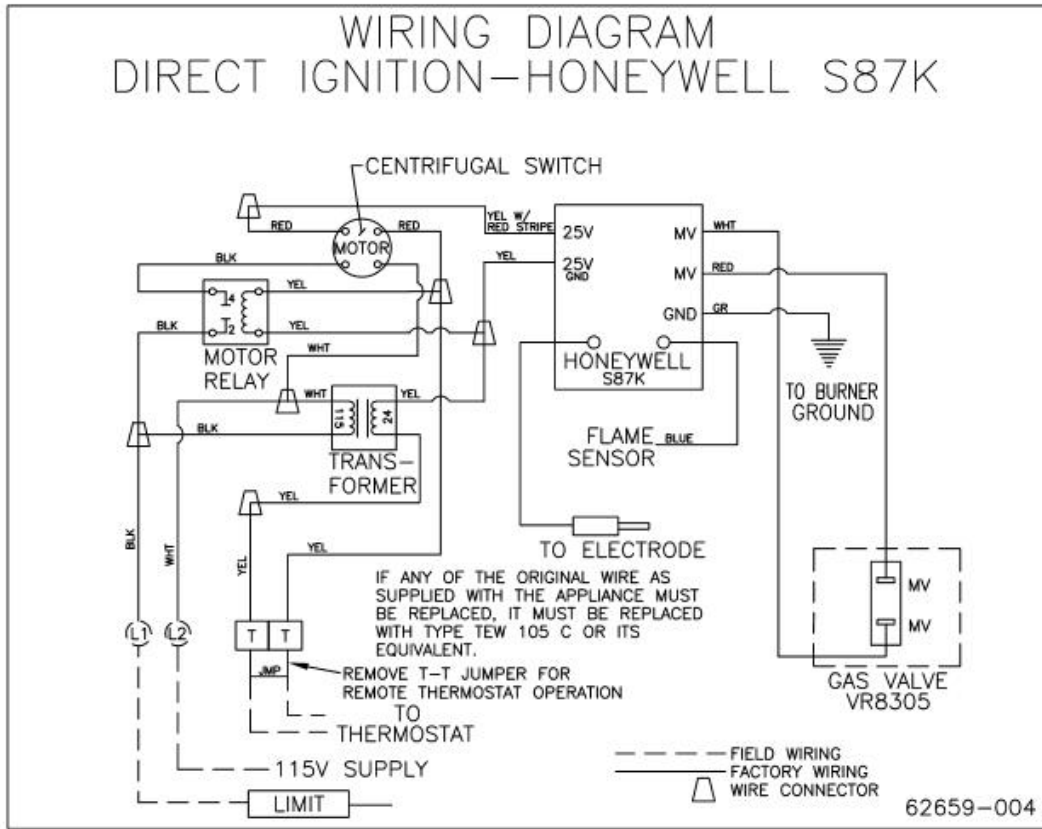 WIRING DIAGRAM
DIRECT IGNITION-HONEYWELL S87K
CENTRIFUGAL SWITCH
RED
MOTOR
RED
YEL W/
RED STRIPE
25V
MV
WHT
BLK
YEL
25V
GND
MV
RED
4
YEL
GND
GR
BLK
2
YEL
MOTOR
RELAY
WHT
HONEYWELL
S87K
TO BURNER
GROUND
WHT
115
24
YEL
BLK
FLAME
SENSOR
BLUE
TRANS-
FORMER
YEL
BLK
WHT
YEL
YEL
TO ELECTRODE
IF ANY OF THE ORIGINAL WIRE AS
SUPPLIED WITH THE APPLIANCE MUST
BE REPLACED, IT MUST BE REPLACED
WITH TYPE TEW 105 C OR ITS
EQUIVALENT.
MV
MV
L1
L2
T
T
JMP
REMOVE T-T JUMPER FOR
REMOTE THERMOSTAT OPERATION
GAS VALVE
VR8305
TO
THERMOSTAT
115V SUPPLY
LIMIT
FIELD WIRING
FACTORY WIRING
WIRE CONNECTOR
62659-004